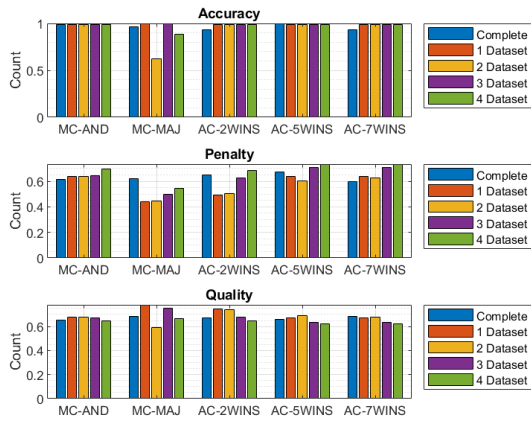 Accuracy
1
0.5
0
Count
MC-AND MC-MAJ AC-2WINS AC-5WINS AC-7WINS
Complete
1 Dataset
2 Dataset
3 Dataset
4 Dataset
Penalty
0.6
0.4
0.2
0
Count
MC-AND MC-MAJ AC-2WINS AC-5WINS AC-7WINS
Complete
1 Dataset
2 Dataset
3 Dataset
4 Dataset
Quality
0.6
0.4
0.2
0
Count
MC-AND MC-MAJ AC-2WINS AC-5WINS AC-7WINS
Complete
1 Dataset
2 Dataset
3 Dataset
4 Dataset